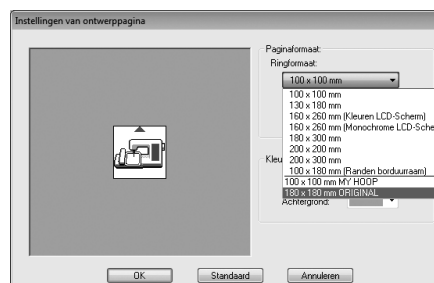 Instellingen van ontwerppagina
Paginaformaat:
Ringformaat:
100 x 100 mm
100 x 100 mm
130 x 180 mm
160 x 260 mm (Kleuren LCD-Scherm)
160 x 260 mm (Monochrome LCD-Sche
180 x 300 mm
200 x 200 mm
200 x 300 mm
100 x 180 mm (Randen borduurraam)
100 x 100 mm MY HOOP
180 x 180 mm ORIGINAL
Kleu
Achtergrond:
OK Standaard Annuleren